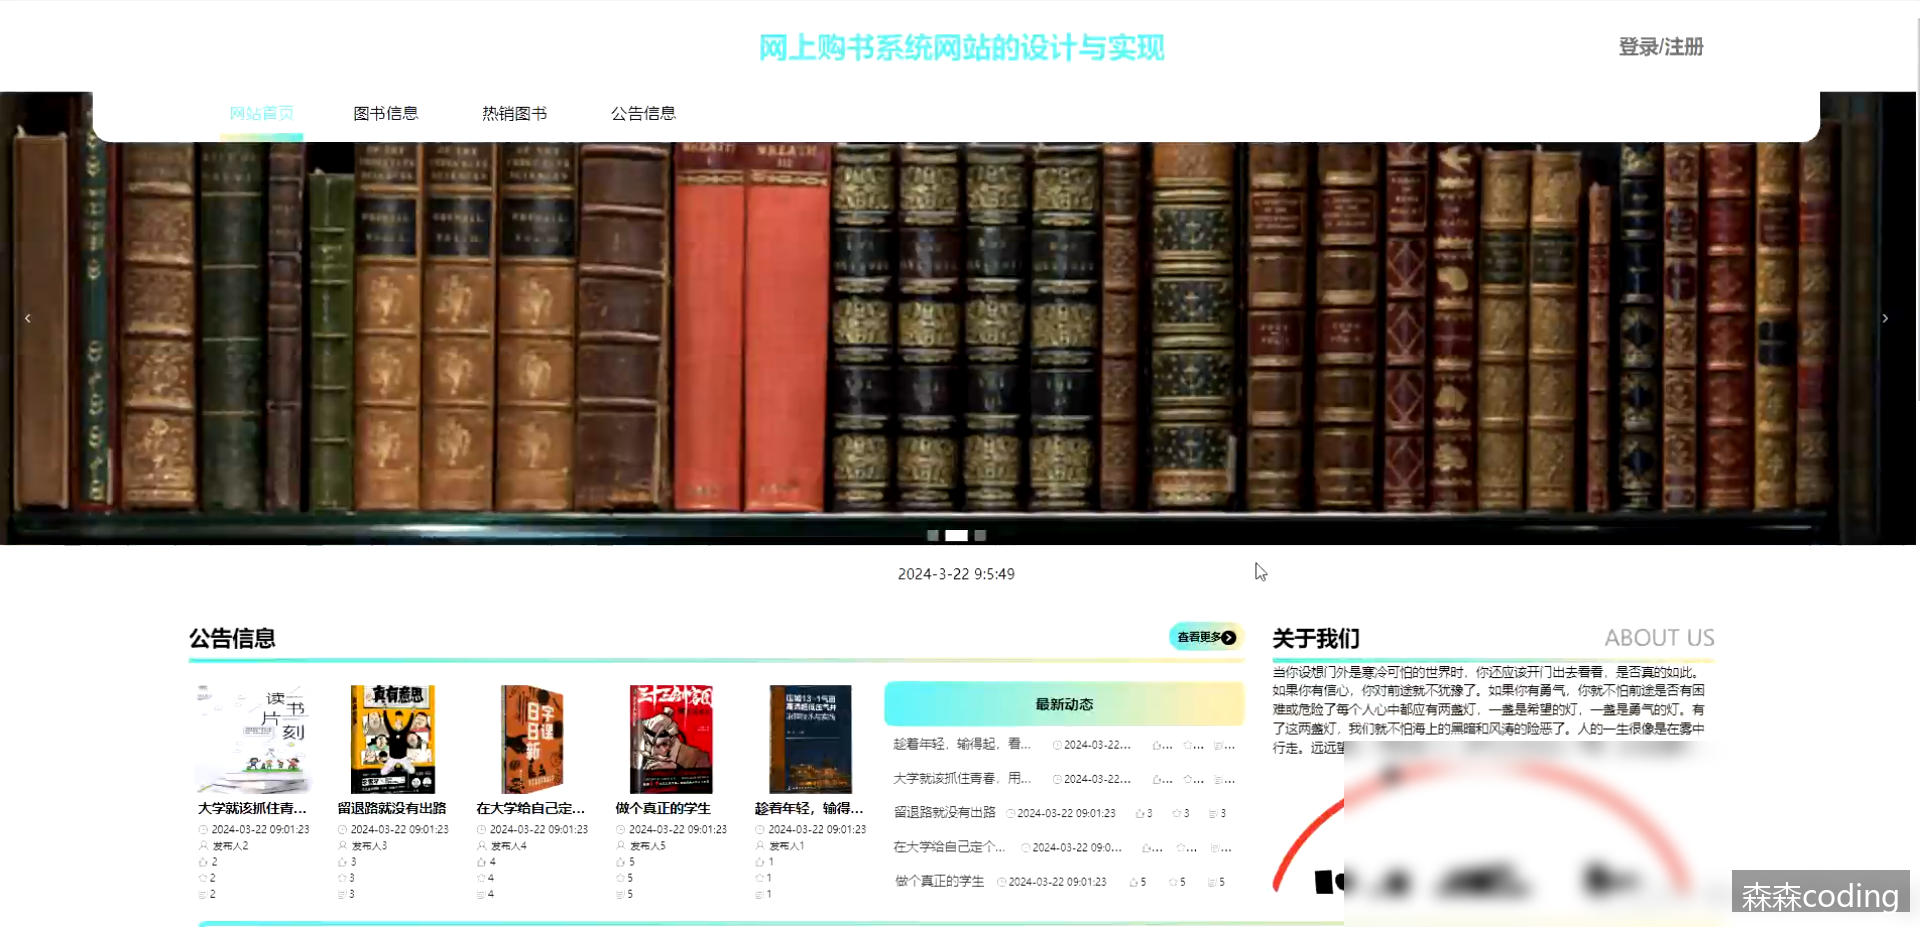 网上购书系统网站的设计与实现
登录/注册
网站首页
图书信息
热销图书
公告信息
2024-3-22 9:5:49
公告信息
查看更多
读书片刻
真有意思
日日新
大学就该抓住青...
2024-03-22 09:01:23
发布人2
2
2
2
留退路就没有出路
2024-03-22 09:01:23
发布人3
3
3
3
在大学给自己定...
2024-03-22 09:01:23
发布人4
4
4
4
做个真正的学生
2024-03-22 09:01:23
发布人5
5
5
5
趁着年轻，输得...
2024-03-22 09:01:23
发布人1
1
1
1
最新动态
趁着年轻，输得起，看... 2024-03-22... ... ... ...
大学就该抓住青春，用... 2024-03-22... ... ... ...
留退路就没有出路 2024-03-22 09:01:23 3 3 3
在大学给自己定个... 2024-03-22 09:0... ... ... ...
做个真正的学生 2024-03-22 09:01:23 5 5 5
关于我们
ABOUT US
当你设想门外是寒冷可怕的世界时，你还应该开门出去看看，是否真的如此。
如果你有信心，你对前途就不犹豫了。如果你有勇气，你就不怕前途是否有困
难或危险了每个人心中都应有两盏灯，一盏是希望的灯，一盏是勇气的灯。有
了这两盏灯，我们就不怕海上的黑暗和风涛的险恶了。人的一生很像是在雾中
行走。远远望
森森coding